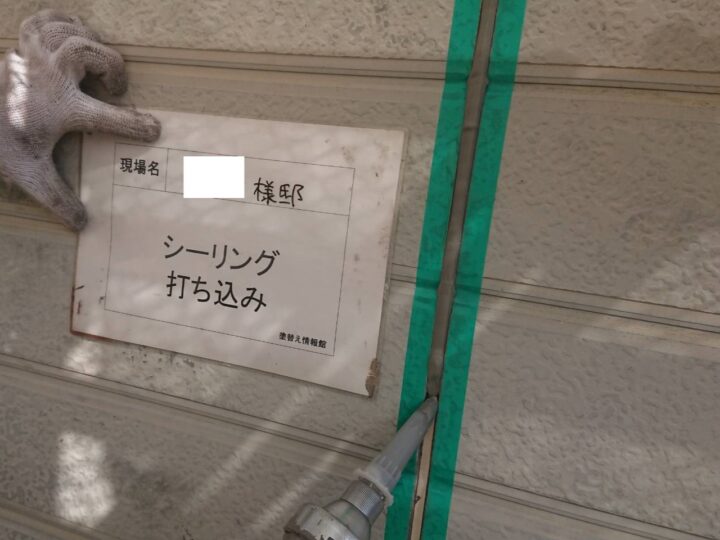 現場名
様邸
シーリング
打ち込み
塗替え情報館